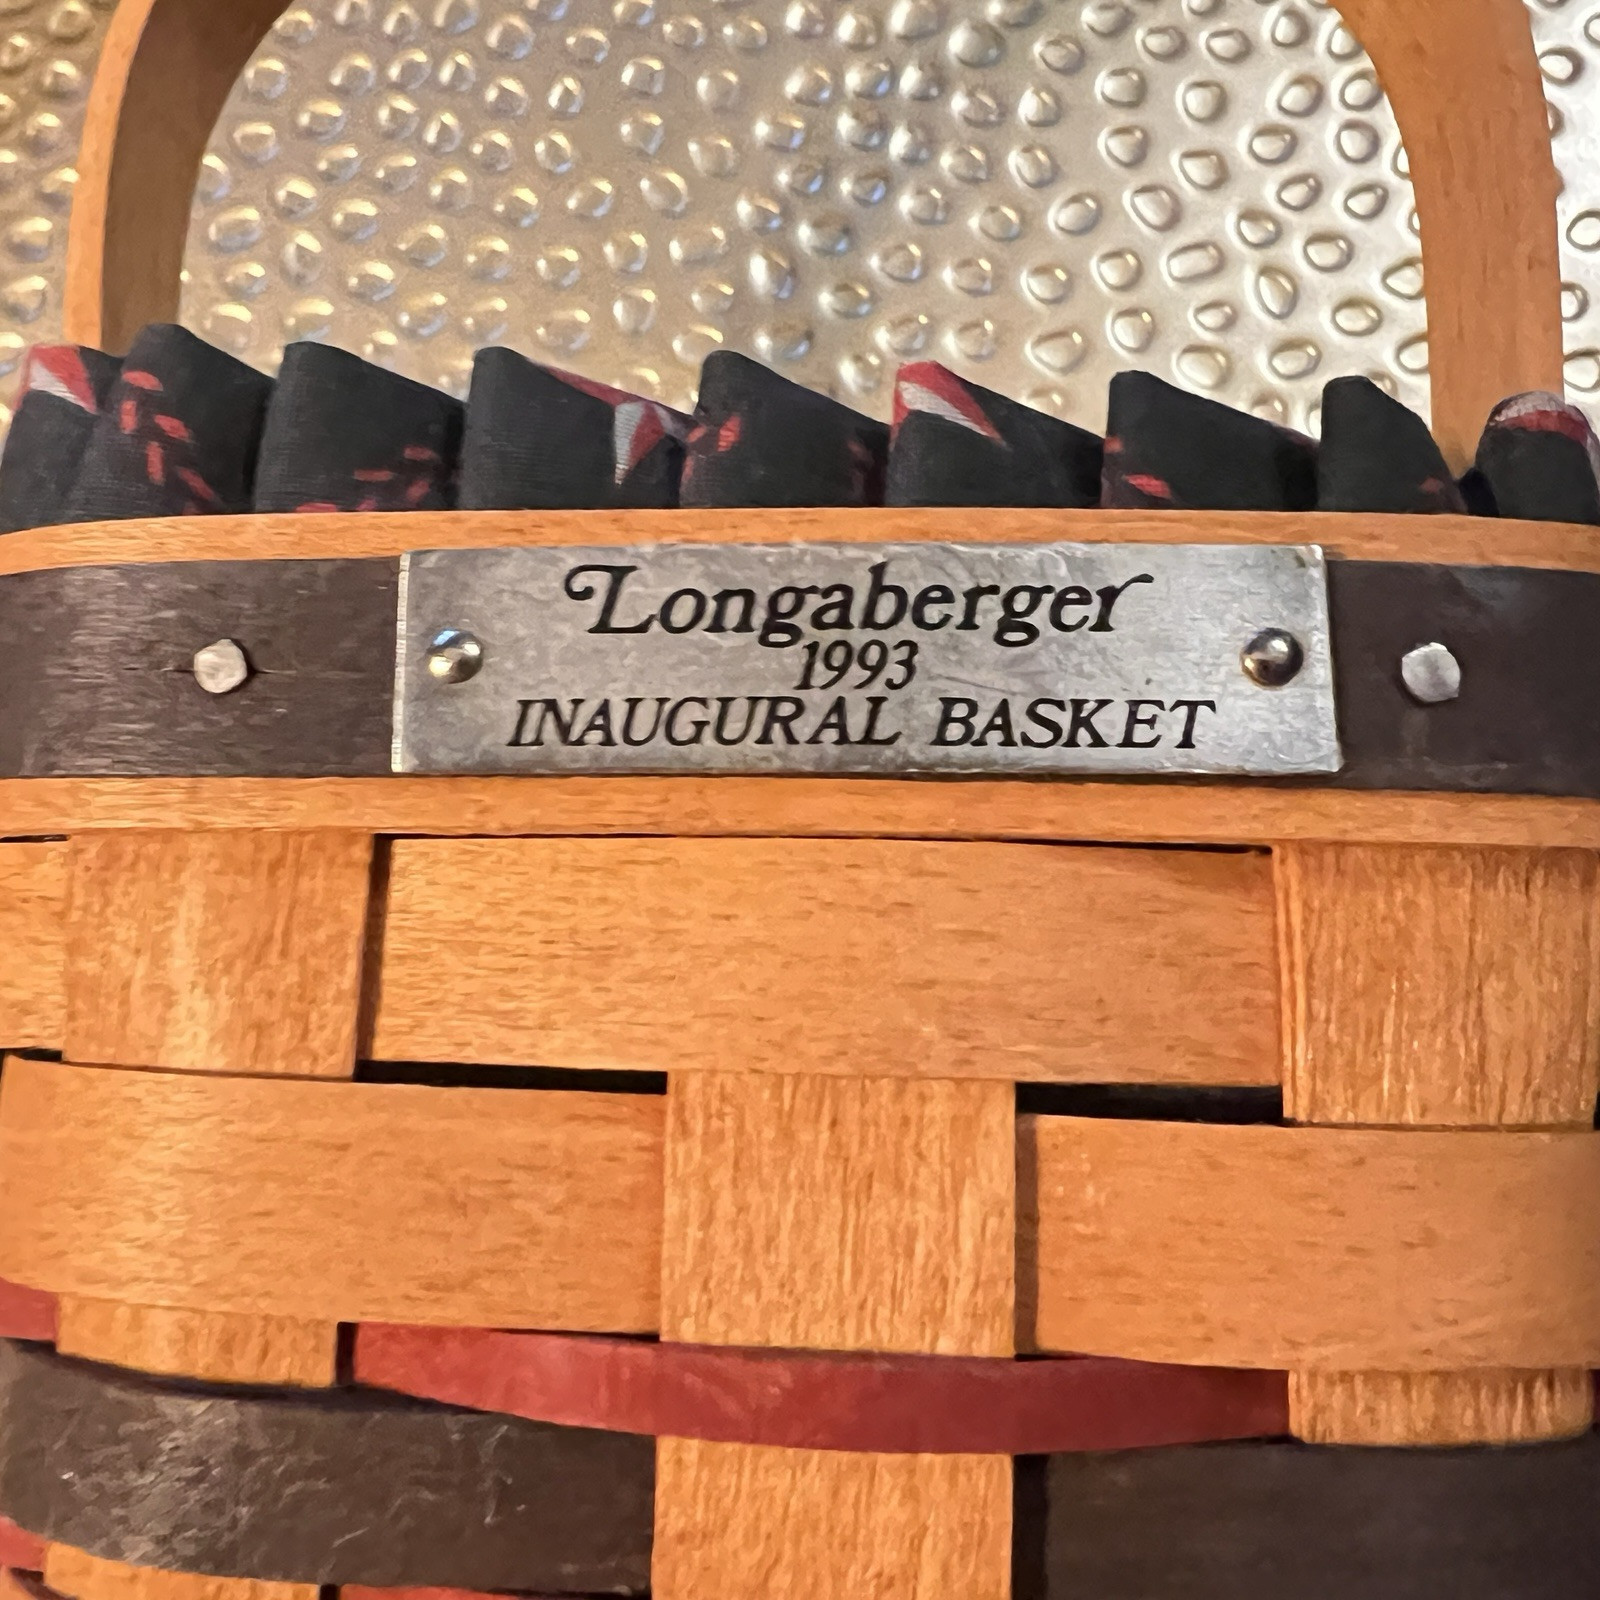 Longaberger
1993
INAUGURAL BASKET